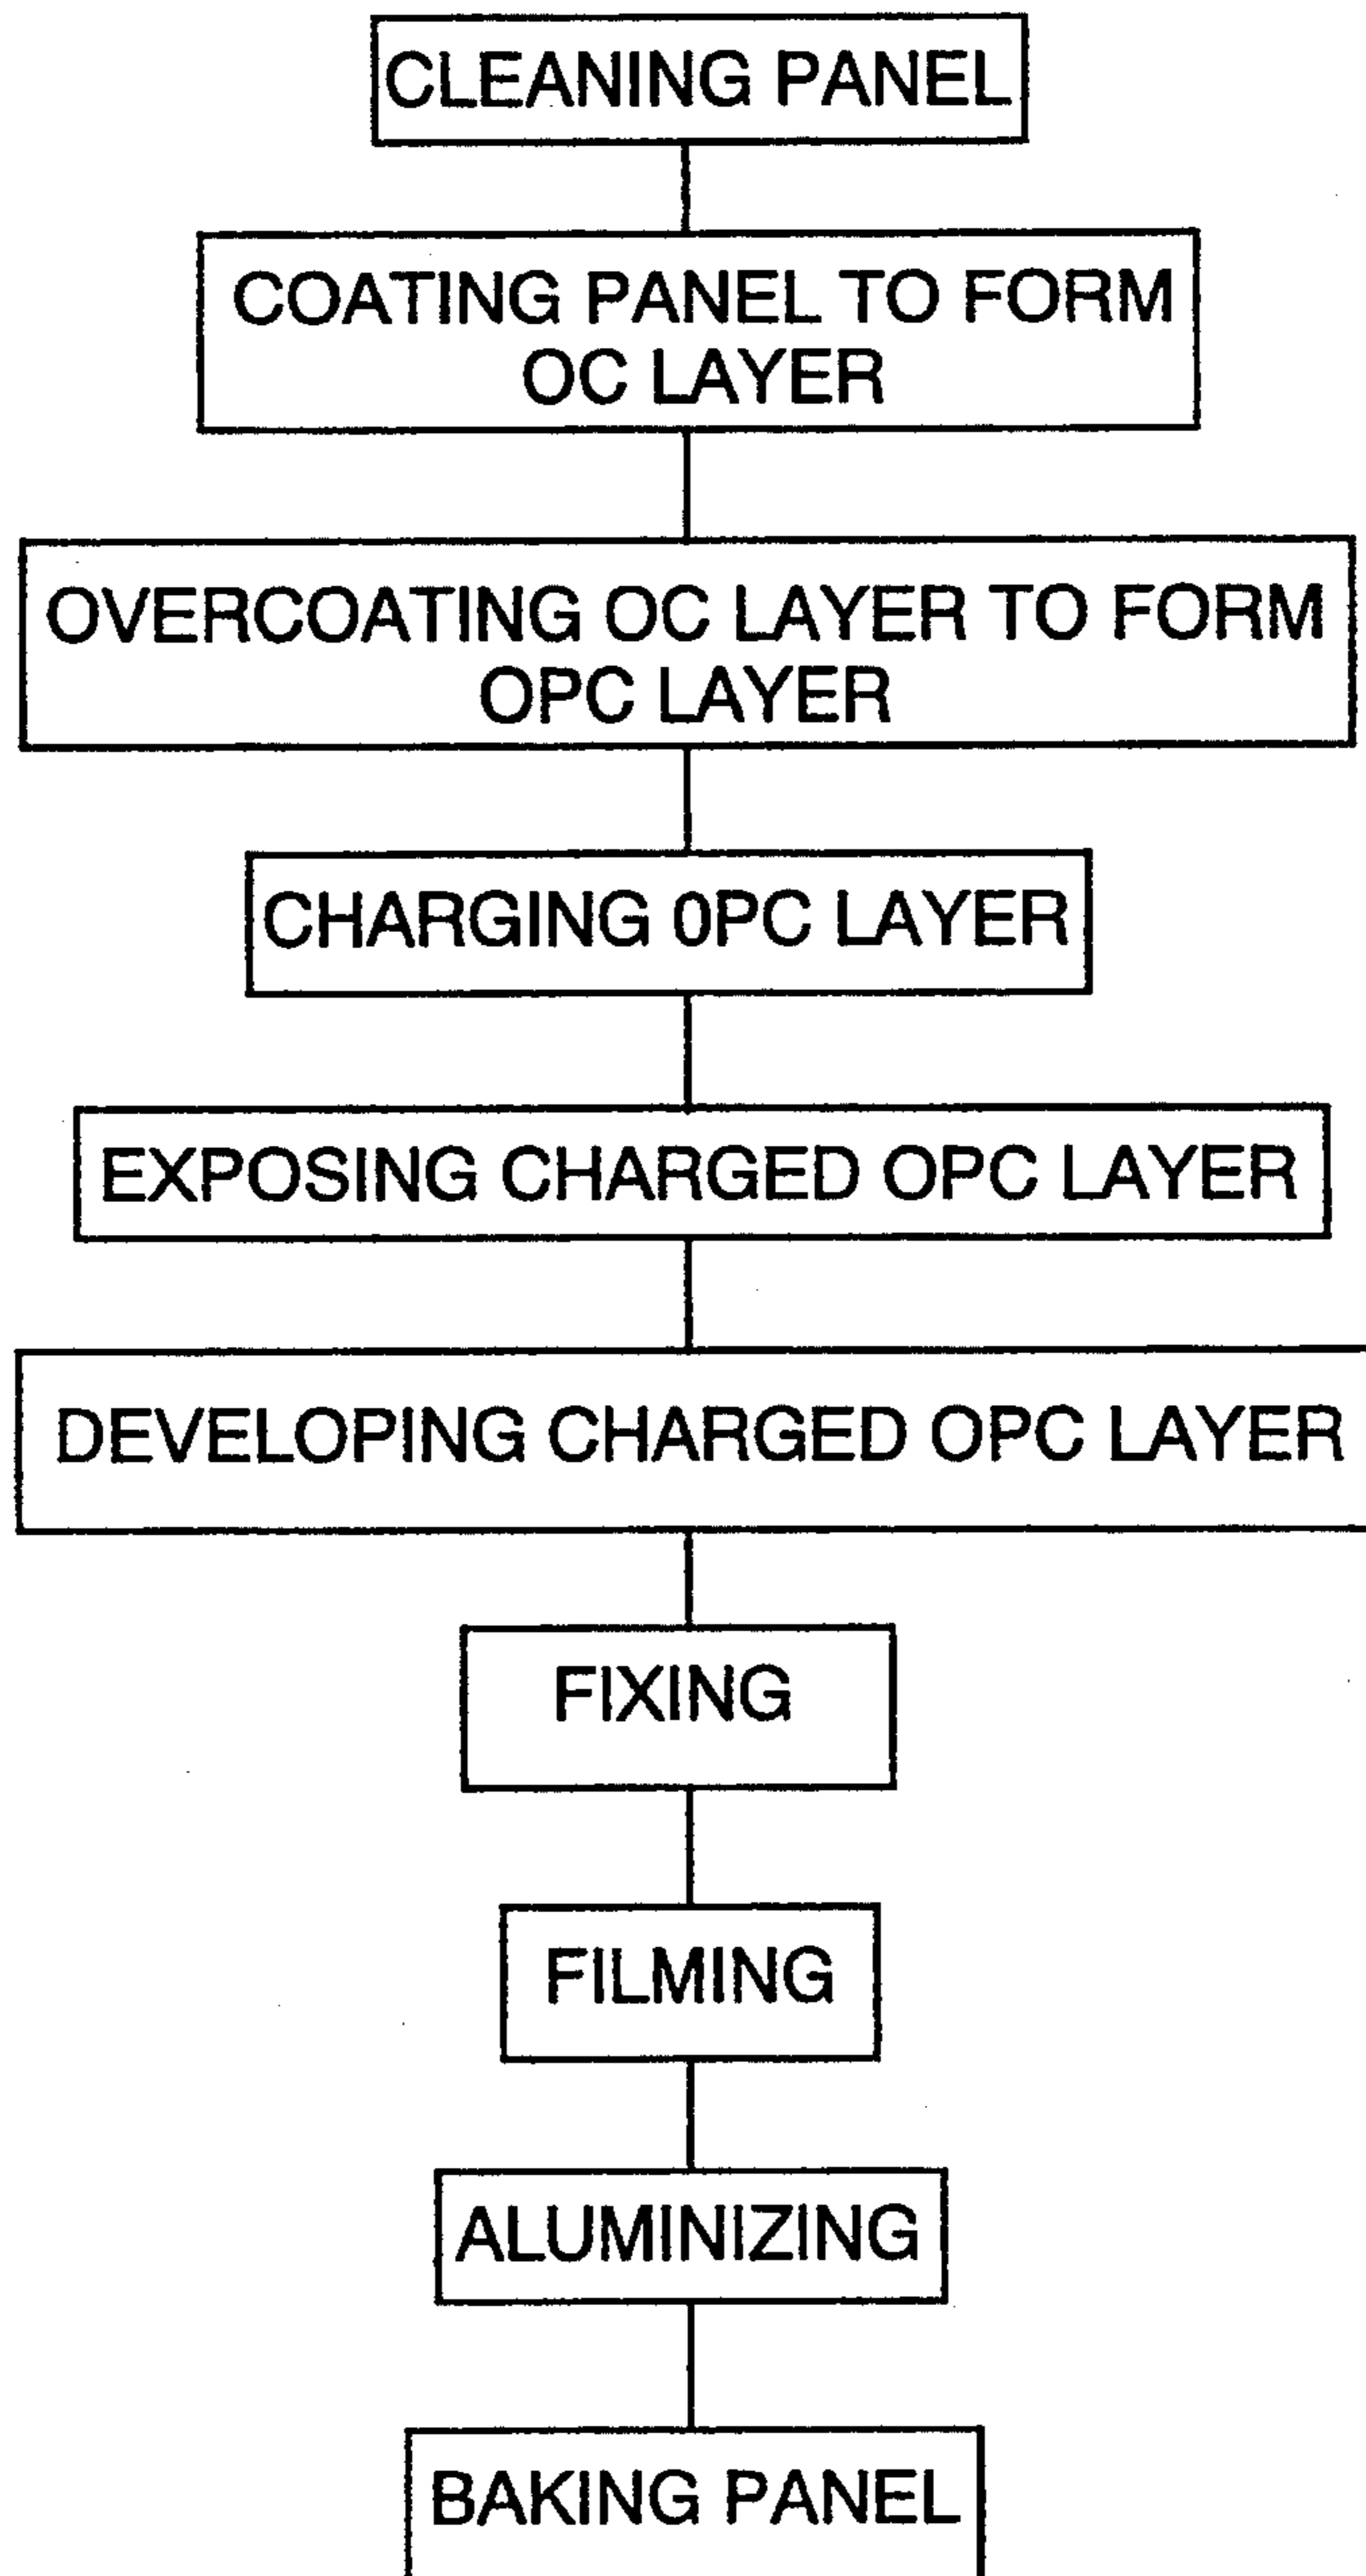 CLEANING PANEL
COATING PANEL TO FORM
OC LAYER
OVERCOATING OC LAYER TO FORM
OPC LAYER
CHARGING 0PC LAYER
EXPOSING CHARGED OPC LAYER
DEVELOPING CHARGED OPC LAYER
FIXING
FILMING
ALUMINIZING
BAKING PANEL